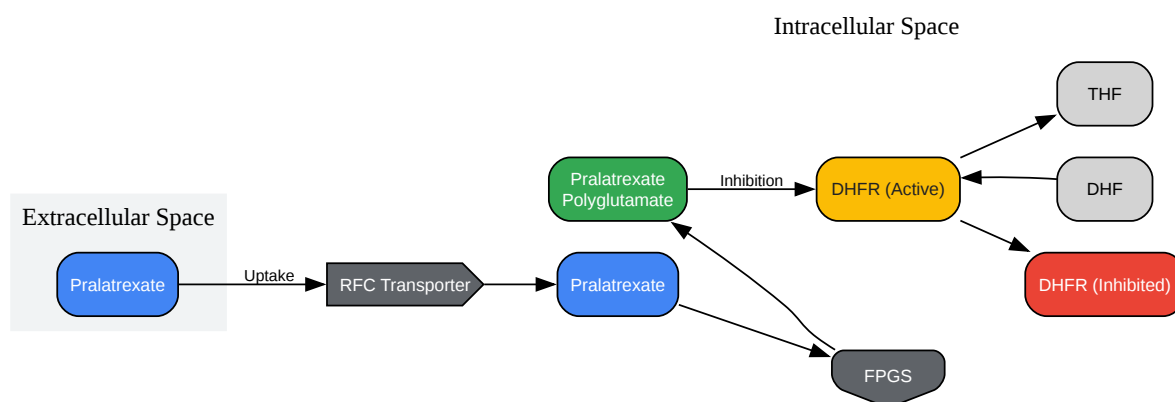 Intracellular Space
THF
Pralatrexate
Polyglutamate
Inhibition
DHFR (Active)
DHF
Extracellular Space
Pralatrexate
Uptake
RFC Transporter
Pralatrexate
DHFR (Inhibited)
FPGS